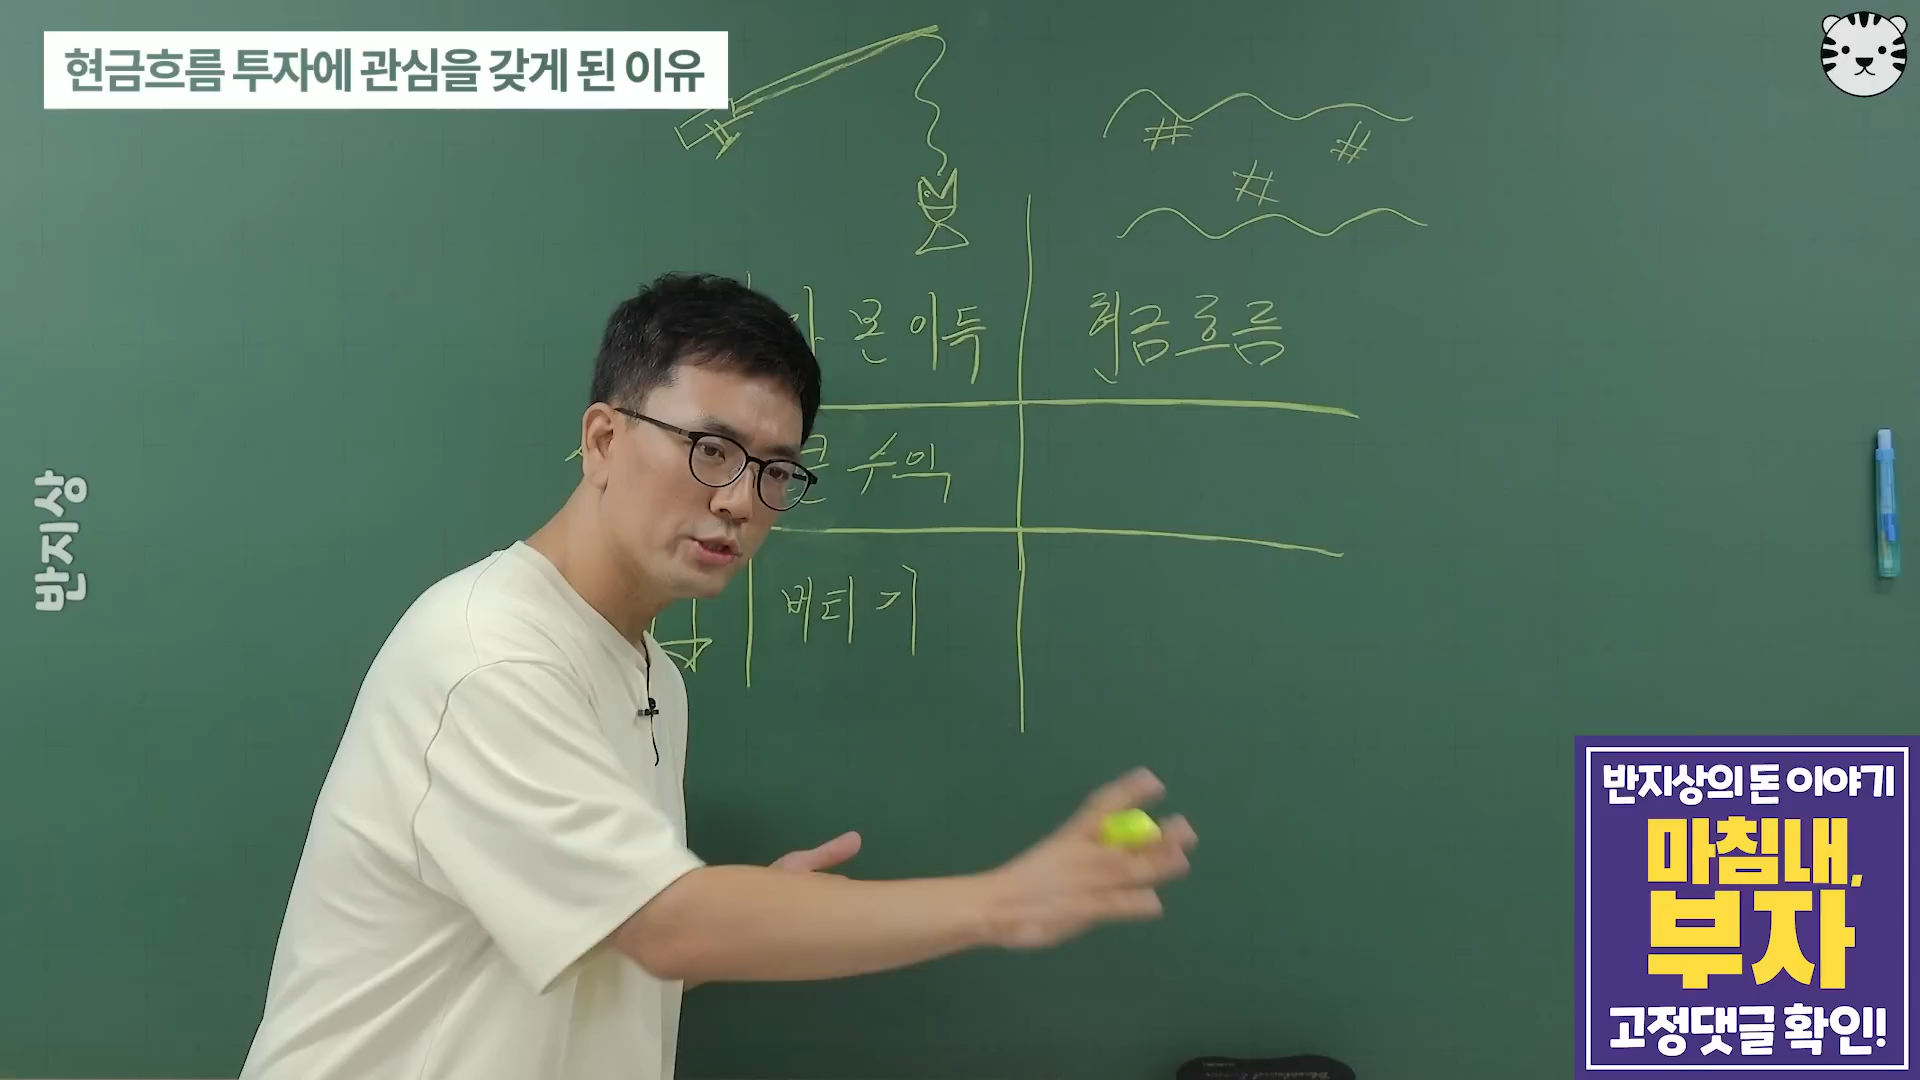 현금흐름 투자에 관심을 갖게 된 이유
본 이득
현금흐름
큰 수익
버티기
반지상
반지상의 돈 이야기
마침내,
부자
고정댓글 확인!